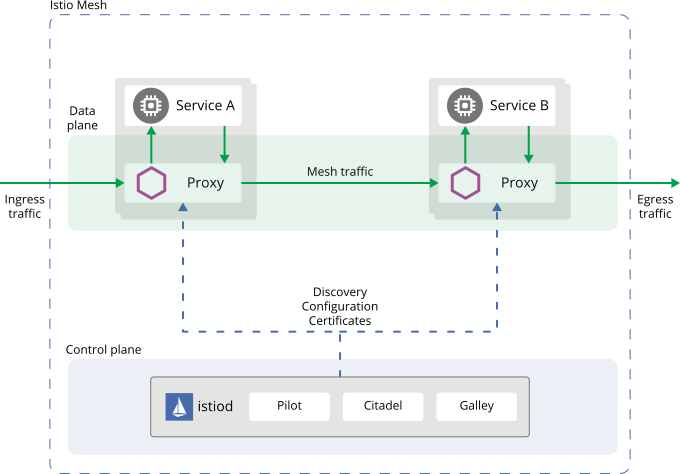 Istio Mesh
Data
plane
Service A
Service B
Proxy
Mesh traffic
Proxy
Ingress
traffic
Egress
traffic
Discovery
Configuration
Certificates
Control plane
istiod
Pilot
Citadel
Galley